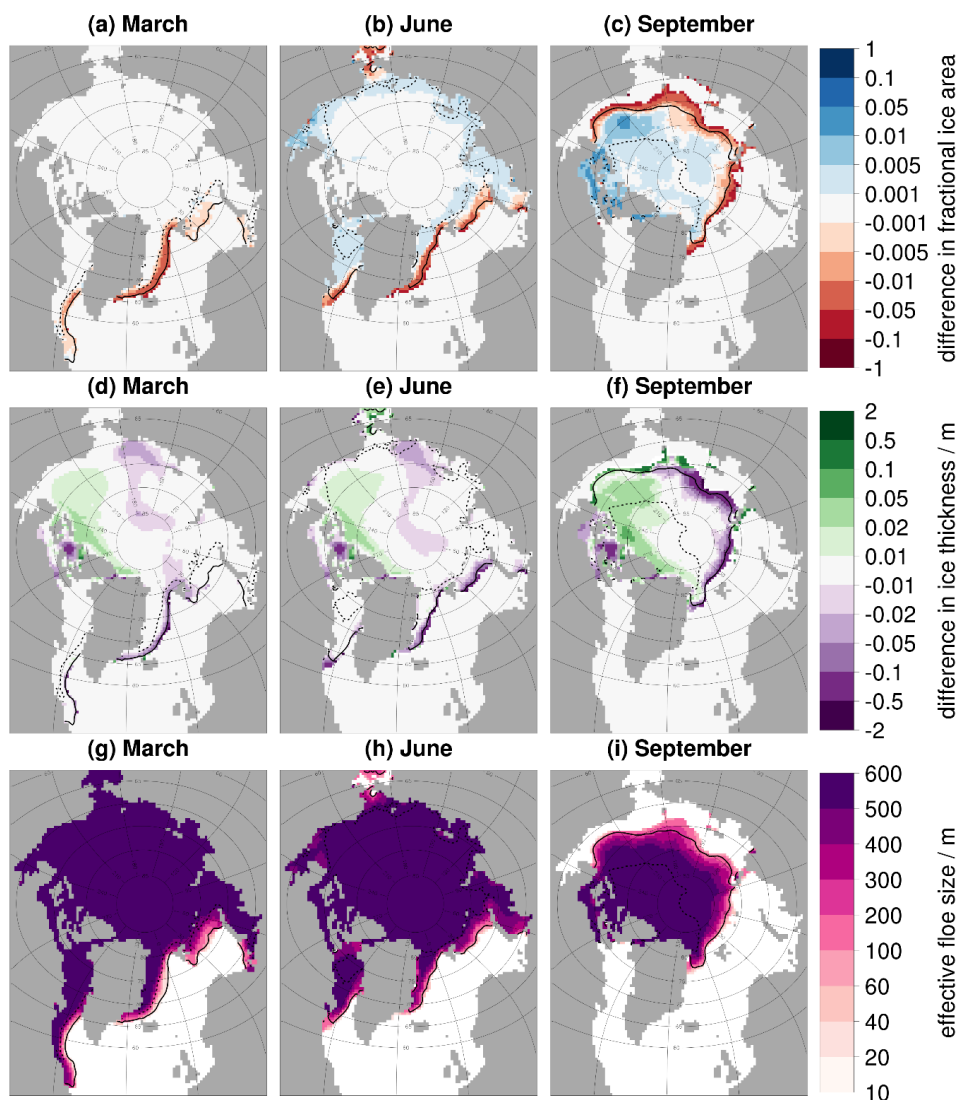 (a) March
(b) June
(c) September
1
0.1
0.05
0.01
0.005
0.001
-0.001
-0.005
-0.01
-0.05
-0.1
-1
difference in fractional ice area
(d) March
(e) June
(f) September
2
0.5
0.1
0.05
0.02
0.01
-0.01
-0.02
-0.05
-0.1
-0.5
-2
difference in ice thickness / m
(g) March
(h) June
(i) September
600
500
400
300
200
100
60
40
20
10
effective floe size / m